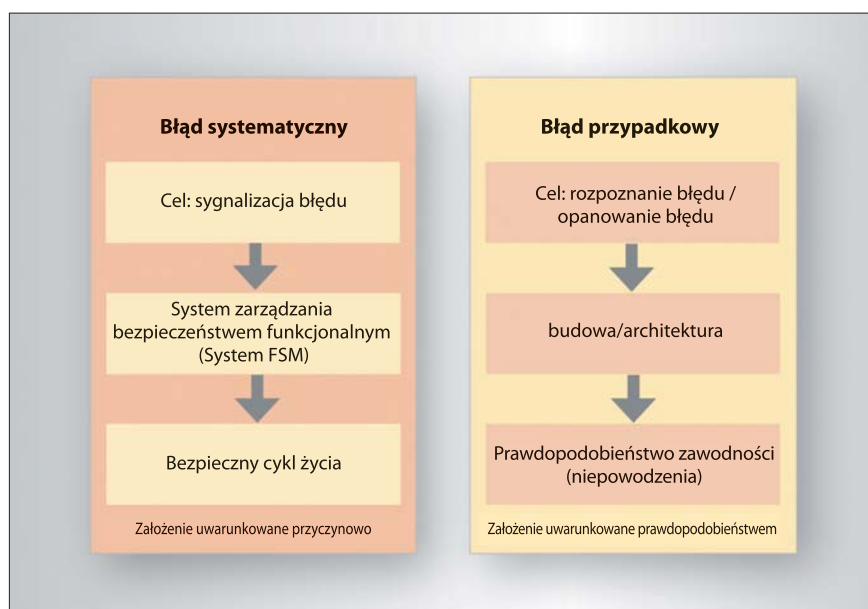 Błąd systematyczny
Cel: sygnalizacja błędu
System zarządzania
bezpieczeństwem funkcjonalnym
(System FSM)
Bezpieczny cykl życia
Założenie uwarunkowane przyczynowo
Błąd przypadkowy
Cel: rozpoznanie błędu /
opanowanie błędu
budowa/architektura
Prawdopodobieństwo zawodności
(niepowodzenia)
Założenie uwarunkowane prawdopodobieństwem